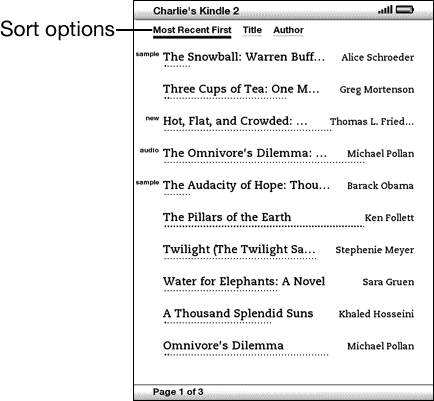 Charlie's Kindle 2
Sort options
Most Recent First Title Author
sample The Snowball: Warren Buff... Alice Schroeder
Three Cups of Tea: One M... Greg Mortenson
new Hot, Flat, and Crowded: ... Thomas L. Fried...
audio The Omnivore's Dilemma: ... Michael Pollan
sample The Audacity of Hope: Thou... Barack Obama
The Pillars of the Earth Ken Follett
Twilight (The Twilight Sa... Stephenie Meyer
Water for Elephants: A Novel Sara Gruen
A Thousand Splendid Suns Khaled Hosseini
Omnivore's Dilemma Michael Pollan
Page 1 of 3